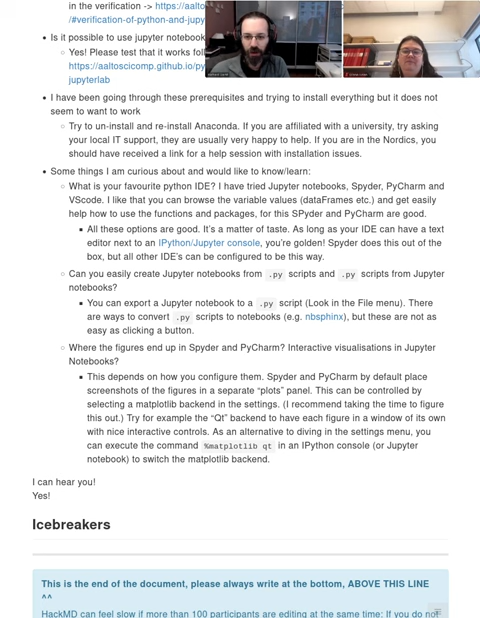 in the verification -> https://aalto
/#verification-of-python-and-jupy
• Is it possible to use jupyter notebook
◦ Yes! Please test that it works fol
https://aaltoscicomp.github.io/py
jupyterlab
• I have been going through these prerequisites and trying to install everything but it does
not seem to want to work
◦ Try to un-install and re-install Anaconda. If you are affiliated with a university, try asking
your local IT support, they are usually very happy to help. If you are in the Nordics, you
should have received a link for a help session with installation issues.
• Some things I am curious about and would like to know/learn:
◦ What is your favourite python IDE? I have tried Jupyter notebooks, Spyder, PyCharm and
VScode. I like that you can browse the variable values (dataFrames etc.) and get easily
help how to use the functions and packages, for this SPyder and PyCharm are good.
▪ All these options are good. It's a matter of taste. As long as your IDE can have a text
editor next to an IPython/Jupyter console, you're golden! Spyder does this out of the
box, but all other IDE's can be configured to be this way.
◦ Can you easily create Jupyter notebooks from .py scripts and .py scripts from Jupyter
notebooks?
▪ You can export a Jupyter notebook to a .py script (Look in the File menu). There
are ways to convert .py scripts to notebooks (e.g. nbsphinx), but these are not as
easy as clicking a button.
◦ Where the figures end up in Spyder and PyCharm? Interactive visualisations in Jupyter
Notebooks?
▪ This depends on how you configure them. Spyder and PyCharm by default place
screenshots of the figures in a separate "plots" panel. This can be controlled by
selecting a matplotlib backend in the settings. (I recommend taking the time to figure
this out.) Try for example the "Qt" backend to have each figure in a window of its own
with nice interactive controls. As an alternative to diving in the settings menu, you
can execute the command %matplotlib qt in an IPython console (or Jupyter
notebook) to switch the matplotlib backend.
I can hear you!
Yes!
Icebreakers
This is the end of the document, please always write at the bottom, ABOVE THIS LINE
^^
HackMD can feel slow if more than 100 participants are editing at the same time: If you do not